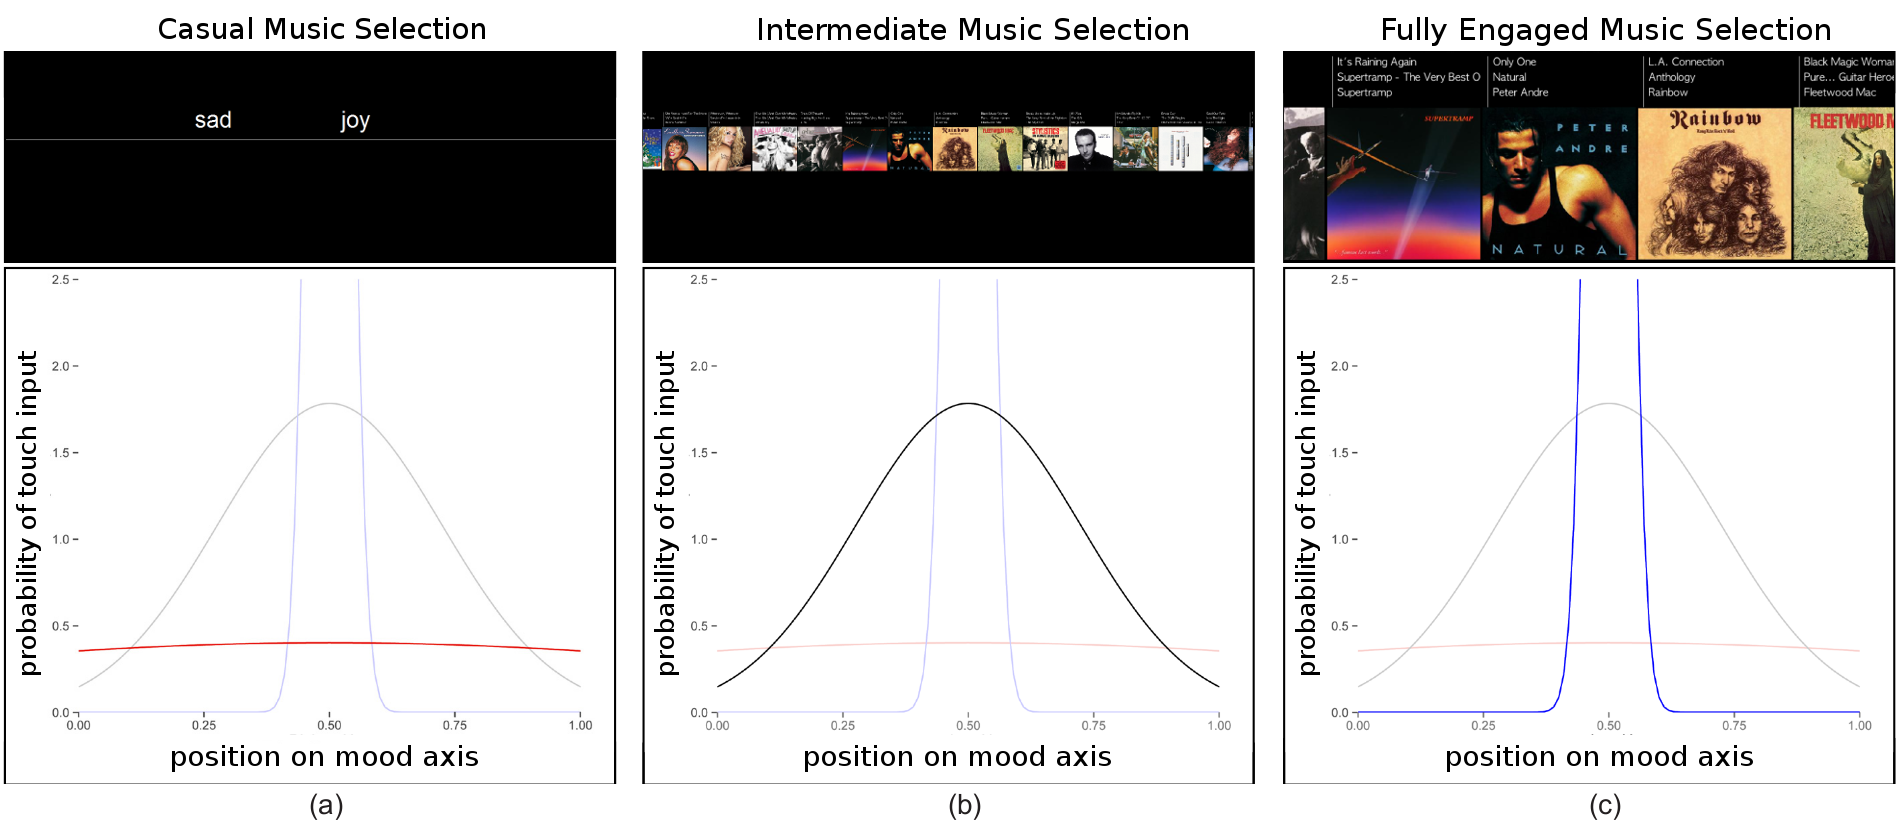 Casual Music Selection
Intermediate Music Selection
Fully Engaged Music Selection
sad
joy
Rainbow
It's Raining Again
Supertramp - The Very Best O
Supertramp
Only One
Natural
Peter Andre
L.A. Connection
Anthology
Rainbow
Black Magic Woman
Pure... Guitar Heroe
Fleetwood Mac
SUPERTRAMP
PETER
ANDRE
NATURAL
Rainbow
FLEETWOOD M
probability of touch input
2.5
2.0
1.5
1.0
0.5
0.0
0.00
0.25
0.50
0.75
1.00
position on mood axis
probability of touch input
2.5
2.0
1.5
1.0
0.5
0.0
0.00
0.25
0.50
0.75
1.00
position on mood axis
probability of touch input
2.5
2.0
1.5
1.0
0.5
0.0
0.00
0.25
0.50
0.75
1.00
position on mood axis
(a)
(b)
(c)